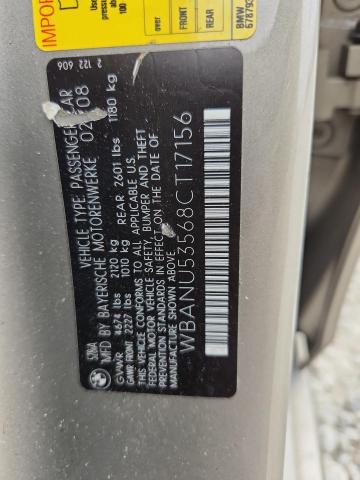 IMPOR
100
FRONT REAR
BMW
2 122 606
VEHICLE TYPE: PASSENGER CAR
MFD BY BAYERISCHE MOTORENWERKE 02/08
GVWR 4674 lbs 2120 kg
GAWR FRONT 2227 lbs 1010 kg REAR 2601 lbs 1180 kg
THIS VEHICLE CONFORMS TO ALL APPLICABLE U.S.
FEDERAL MOTOR VEHICLE SAFETY, BUMPER AND THEFT
PREVENTION STANDARDS IN EFFECT ON THE DATE OF
MANUFACTURE SHOWN ABOVE.
WBANU53568CT17156